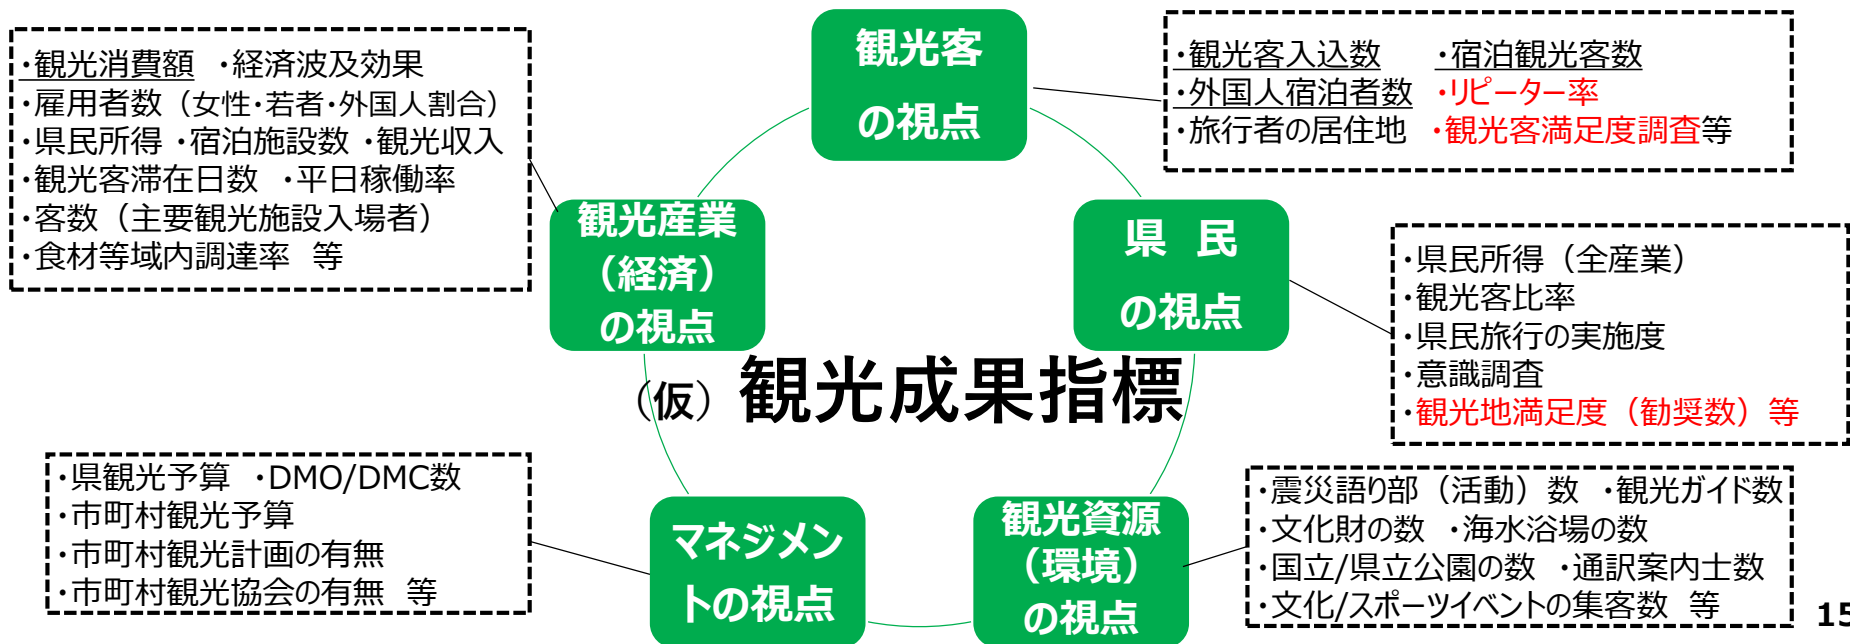 観光客
の視点
・観光客入込数　・宿泊観光客数
・外国人宿泊者数　・リピーター率
・旅行者の居住地　・観光客満足度調査等
・観光消費額　・経済波及効果
・雇用者数（女性・若者・外国人割合）
・県民所得　・宿泊施設数　・観光収入
・観光客滞在日数　・平日稼働率
・客数（主要観光施設入場者）
・食材等域内調達率　等
観光産業
（経済）
の視点
県　民
の視点
・県民所得（全産業）
・観光客比率
・県民旅行の実施度
・意識調査
・観光地満足度（勧奨数）等
（仮）観光成果指標
・県観光予算　・DMO/DMC数
・市町村観光予算
・市町村観光計画の有無
・市町村観光協会の有無　等
マネジメン
トの視点
観光資源
（環境）
の視点
・震災語り部（活動）数　・観光ガイド数
・文化財の数　・海水浴場の数
・国立/県立公園の数　・通訳案内士数
・文化/スポーツイベントの集客数　等
15